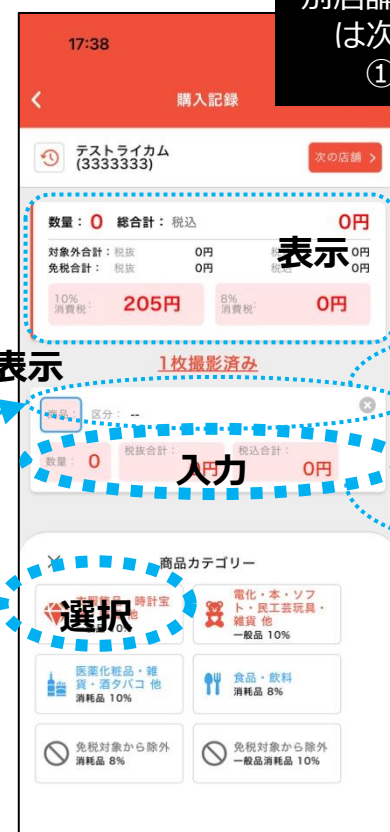 別店舗
は次
①
17:38
購入記録
テストライカム
(3333333)
次の店舗 >
数量： 0 総合計： 税込 0円
対象外合計： 税抜 0円 0円
免税合計： 税抜 0円 0円
表示
10%
消費税： 205円
8%
消費税： 0円
表示
1枚撮影済み
商品： 区分： --
数量： 0
税抜合計： 0円
税込合計： 0円
入力
商品カテゴリー
時計宝
他
選択
電化・本・ソフ
ト・民工芸玩具・
雑貨 他
一般品 10%
医薬化粧品・雑
貨・酒タバコ 他
消耗品 10%
食品・飲料
消耗品 8%
免税対象から除外
消耗品 8%
免税対象から除外
一般品消耗品 10%